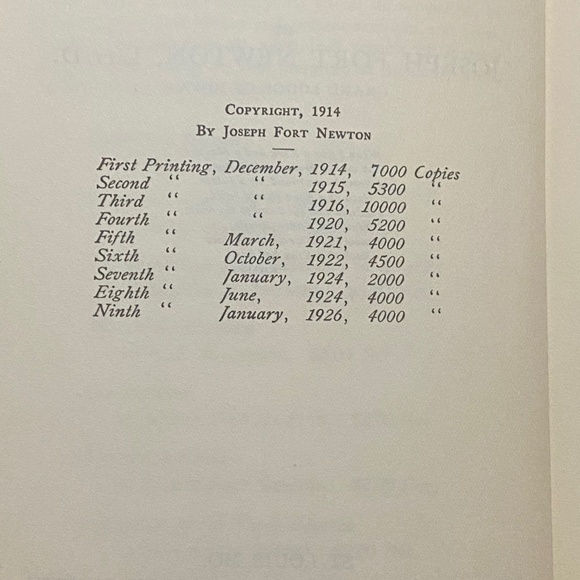 COPYRIGHT, 1914
BY JOSEPH FORT NEWTON
First Printing, December, 1914, 7000 Copies
Second “ “ 1915, 5300 “
Third “ “ 1916, 10000 “
Fourth “ “ 1920, 5200 “
Fifth “ March, 1921, 4000 “
Sixth “ October, 1922, 4500 “
Seventh “ January, 1924, 2000 “
Eighth “ June, 1924, 4000 “
Ninth “ January, 1926, 4000 “